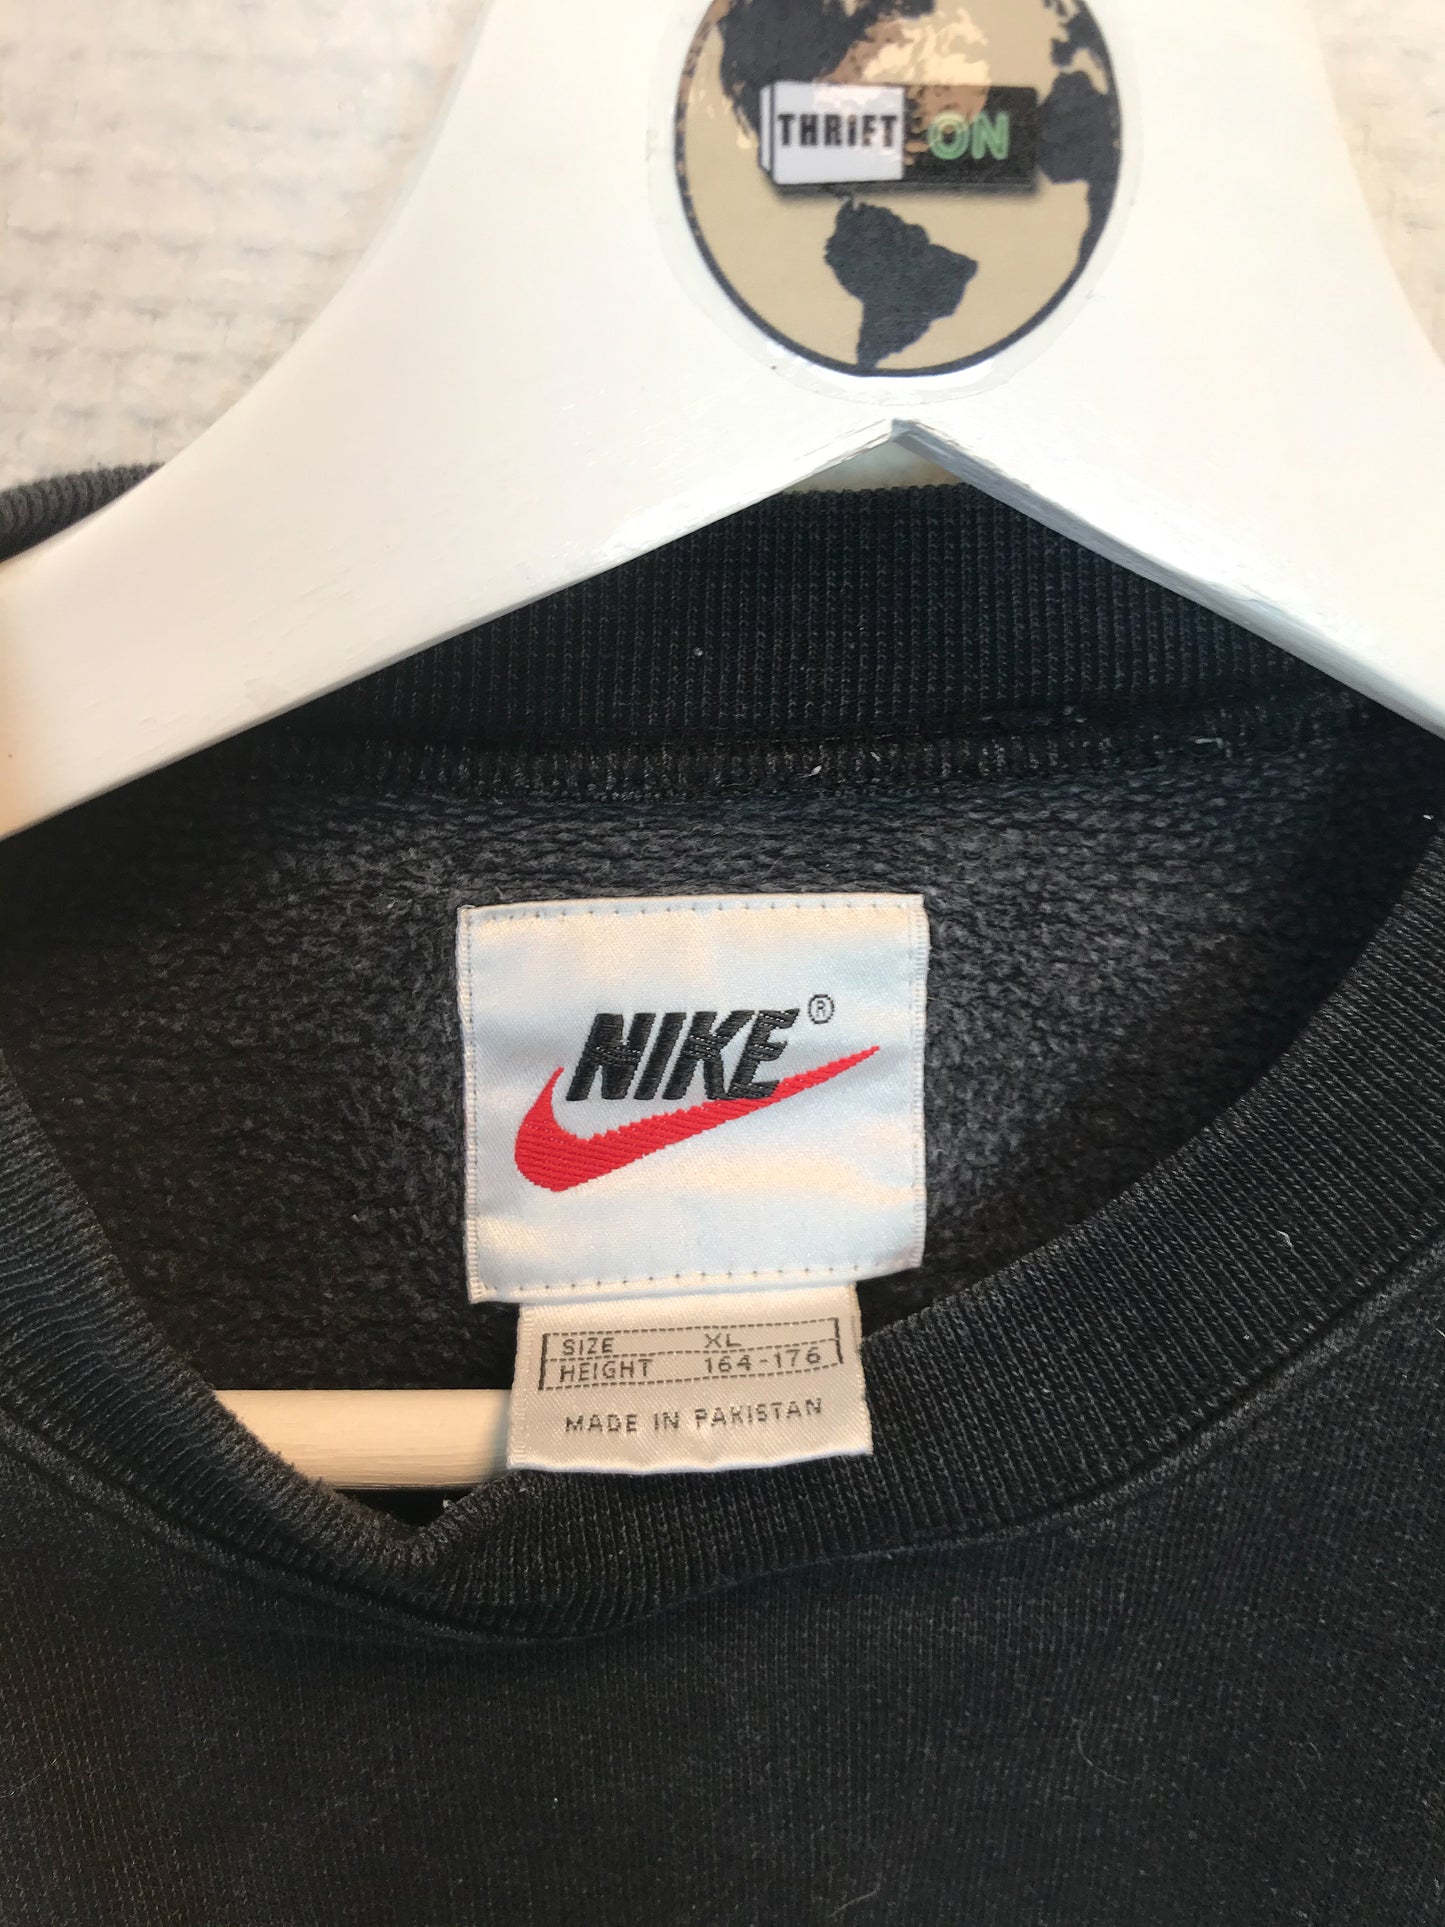 THRiFT ON
NIKE®
SIZE XL
HEIGHT 164-176
MADE IN PAKISTAN